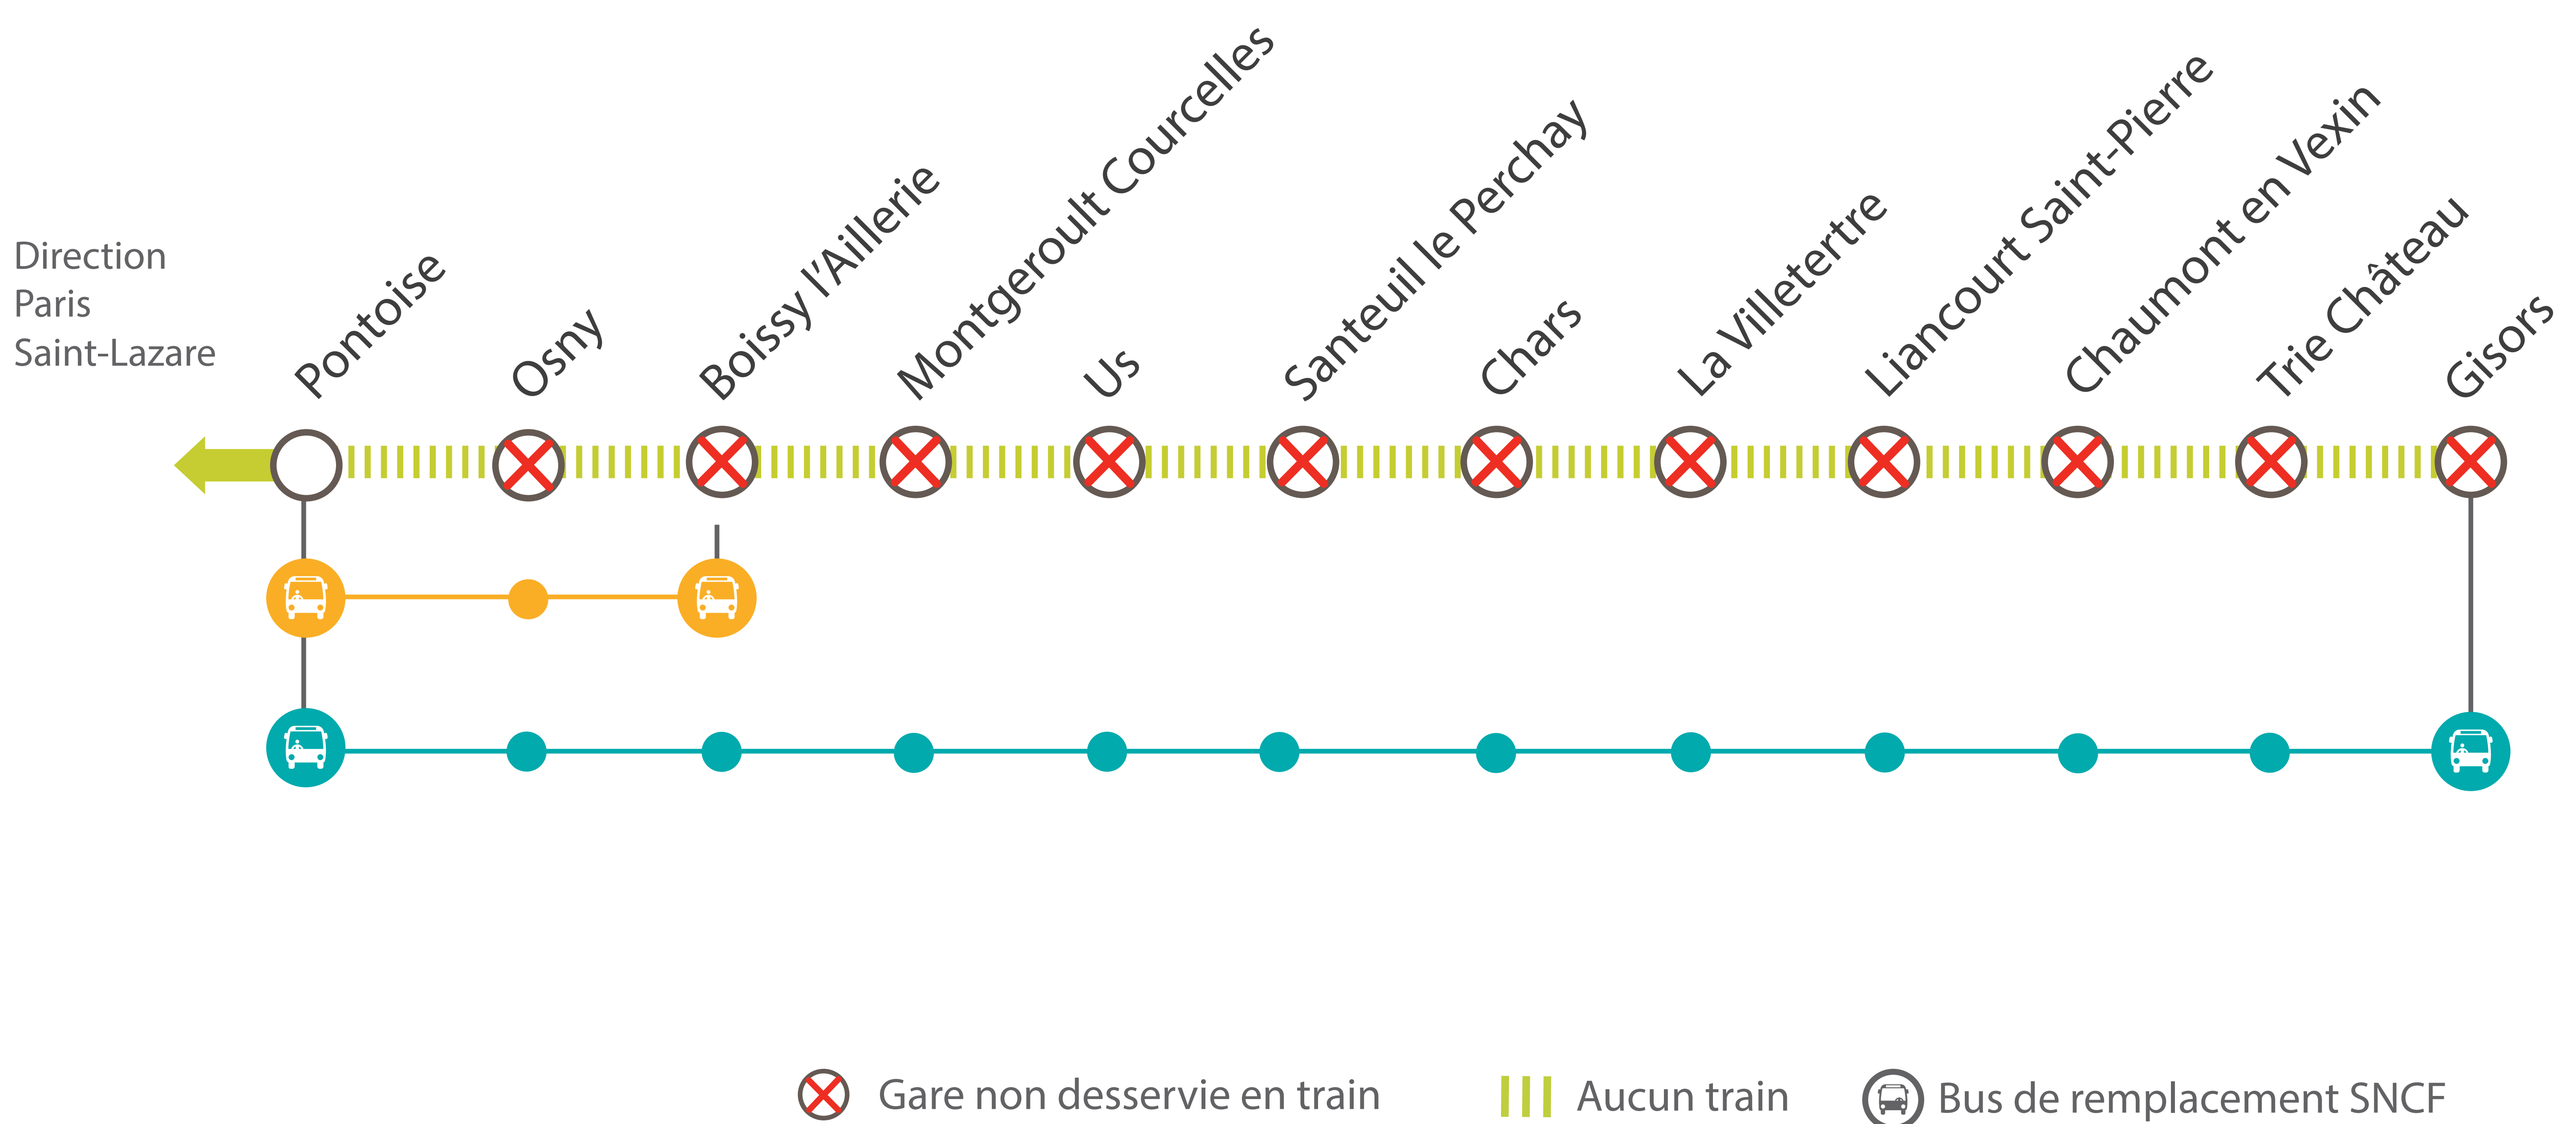 Direction
Paris
Saint-Lazare
Pontoise
Osny
Boissy l'Aillerie
Montgeroult Courcelles
Us
Santeuil le Perchay
Chars
La Villetertre
Liancourt Saint-Pierre
Chaumont en Vexin
Trie Château
Gisors
Gare non desservie en train
Aucun train
Bus de remplacement SNCF